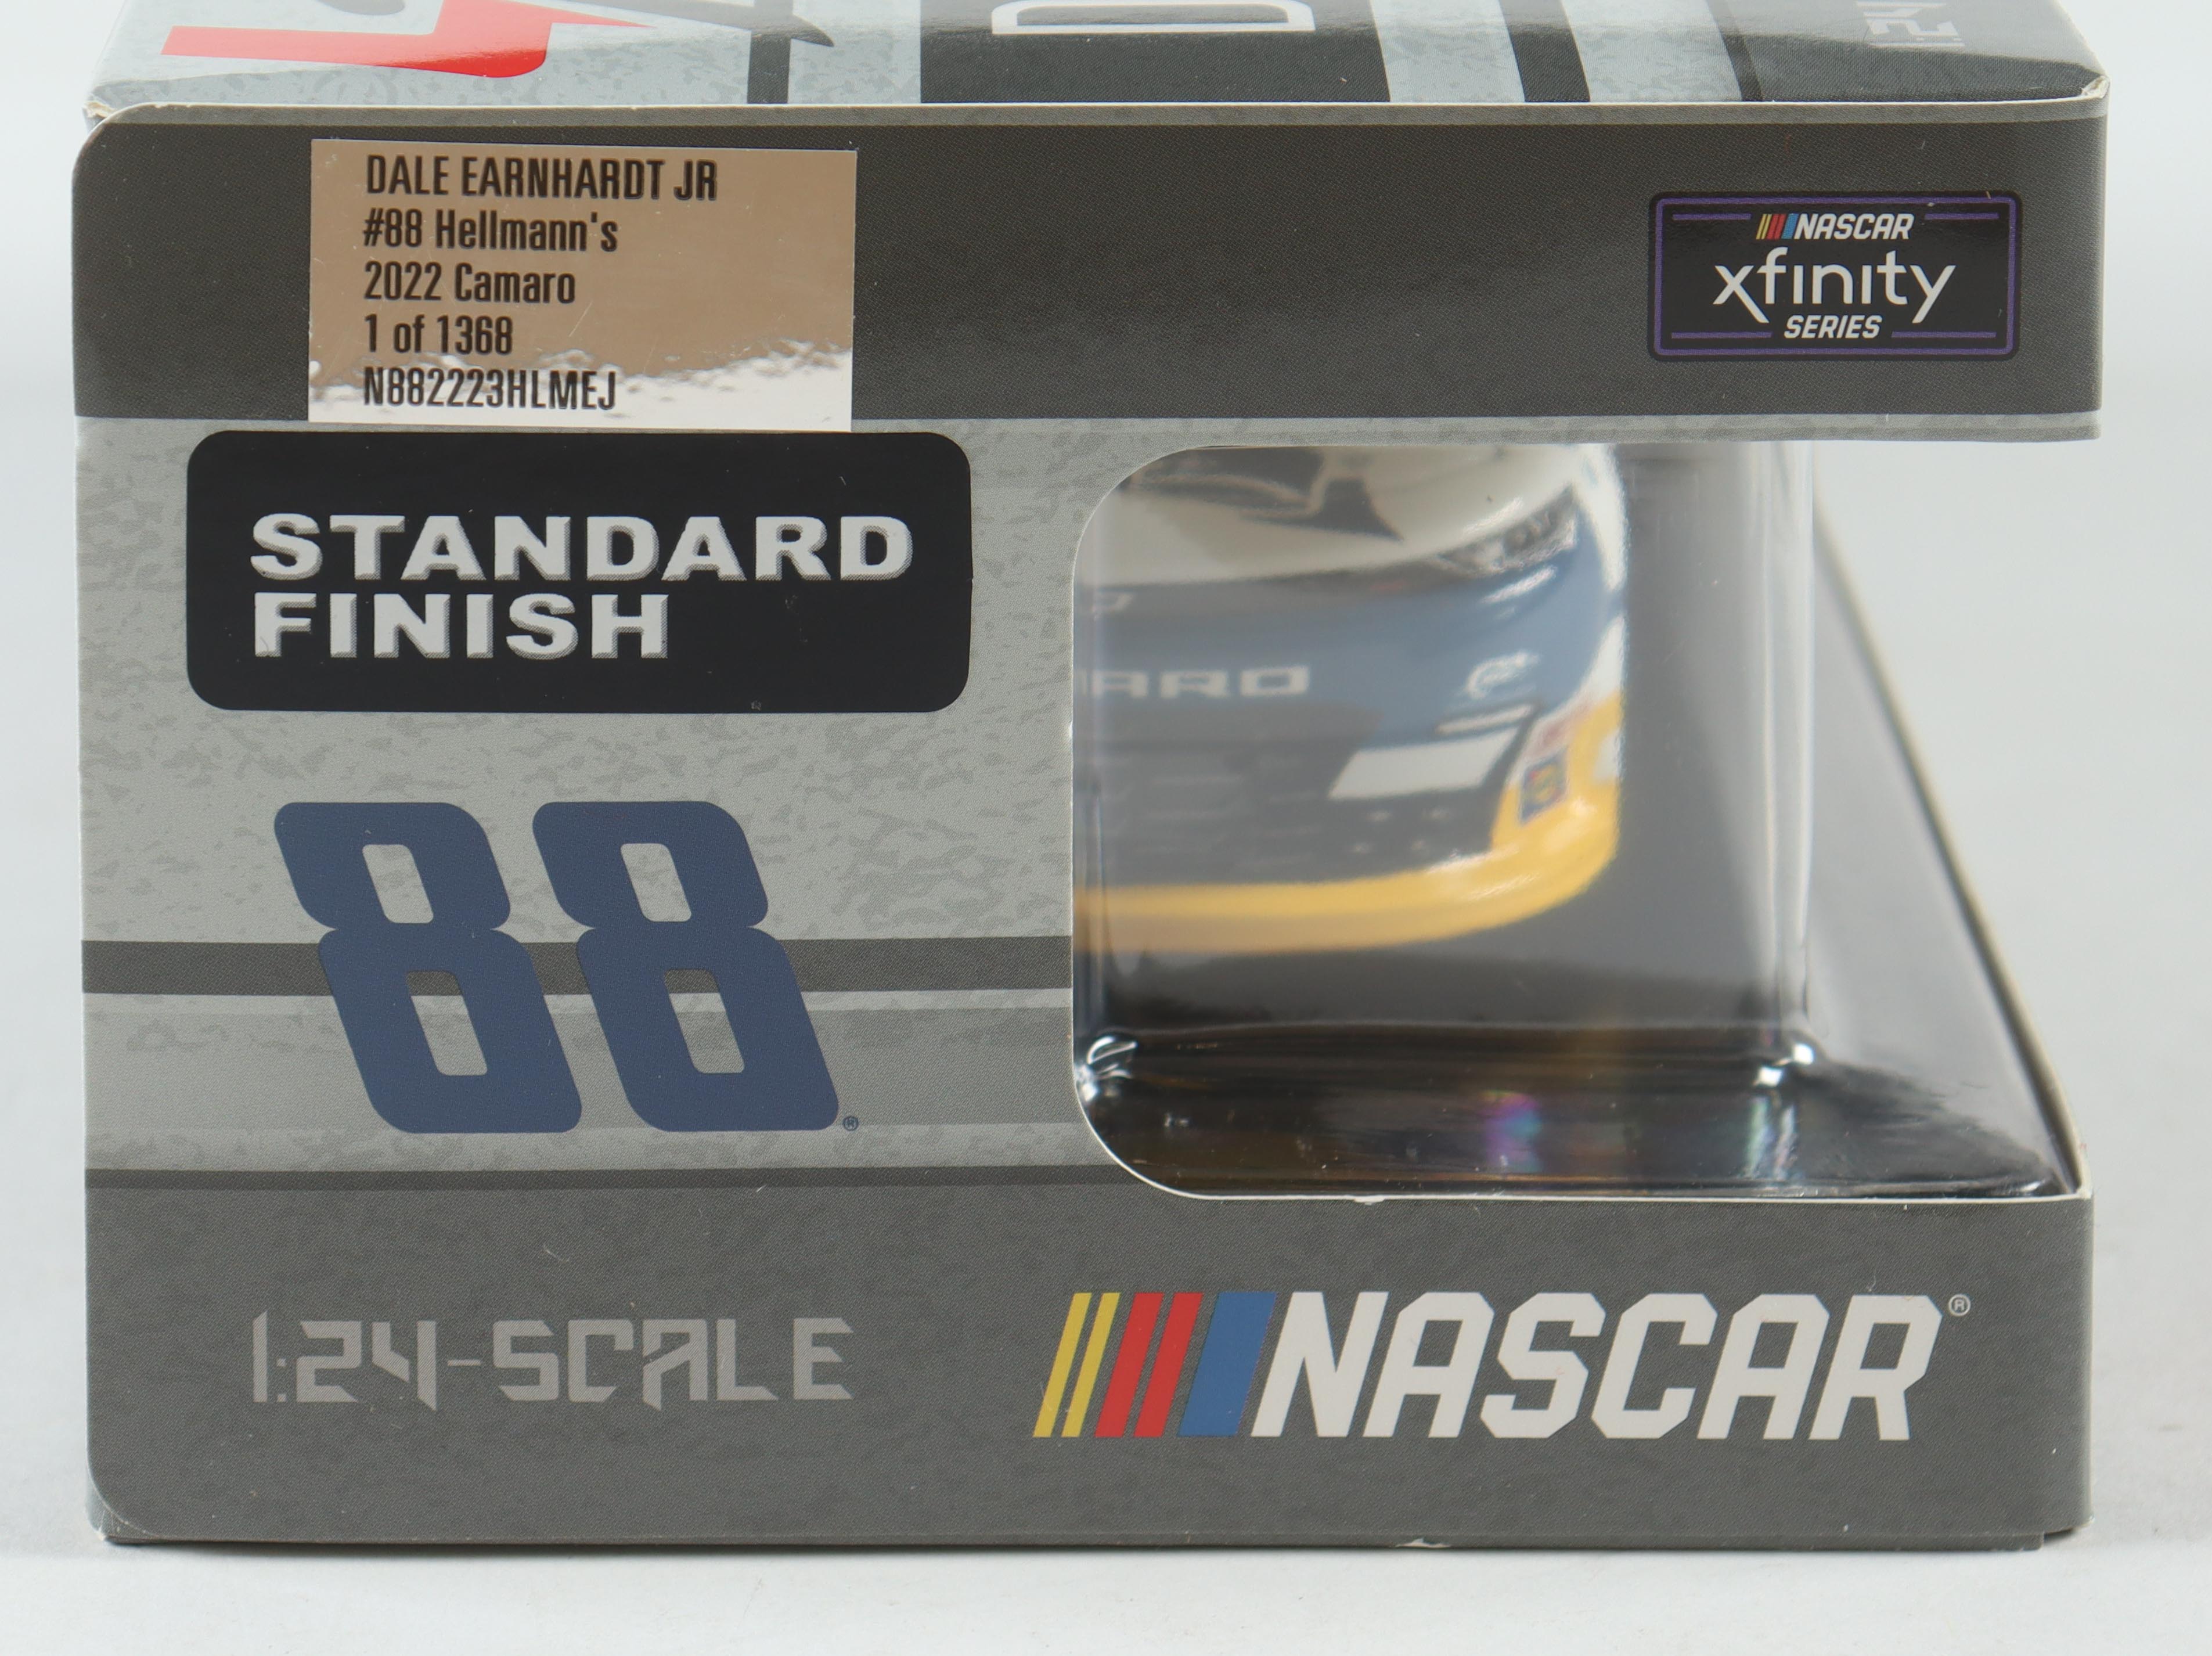 DALE EARNHARDT JR
#88 Hellmann's
2022 Camaro
1 of 1368
N882223HLMEJ
NASCAR
xfinity
SERIES
STANDARD
FINISH
ARO
88®
1:24-SCALE
NASCAR®